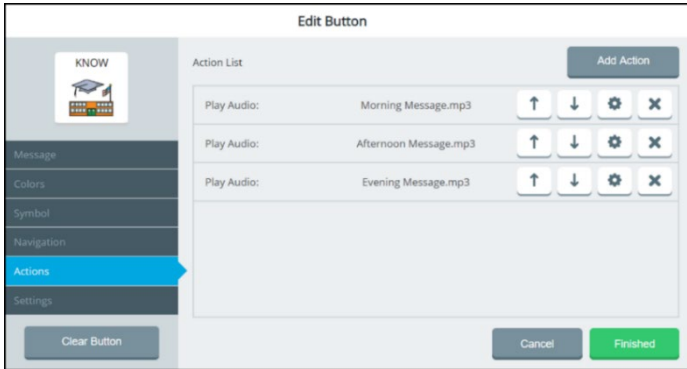 Edit Button
KNOW
Message
Colors
Symbol
Navigation
Actions
Settings
Clear Button
Action List
Add Action
Play Audio: Morning Message.mp3
Play Audio: Afternoon Message.mp3
Play Audio: Evening Message.mp3
Cancel
Finished